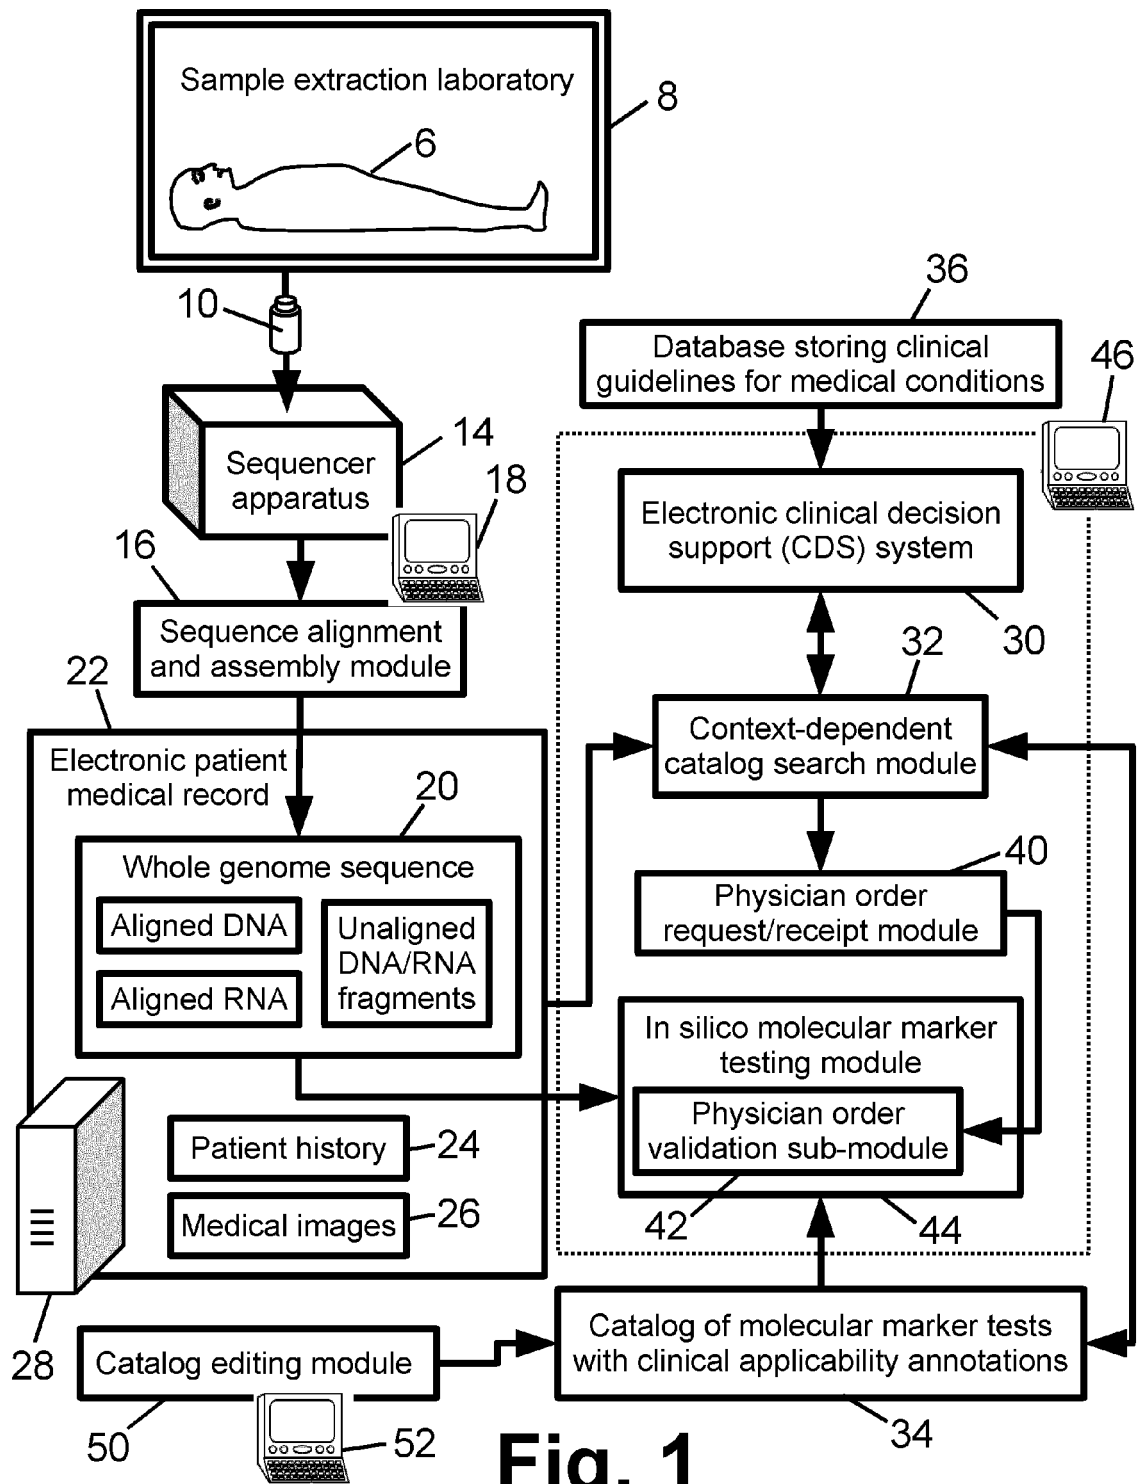 Sample extraction laboratory
8
6
10
36
Database storing clinical
guidelines for medical conditions
46
14
Sequencer
apparatus
18
Electronic clinical decision
support (CDS) system
16
30
Sequence alignment
and assembly module
32
22
Context-dependent
catalog search module
Electronic patient
medical record
20
Whole genome sequence
40
Physician order
request/receipt module
Aligned DNA
Unaligned
DNA/RNA
fragments
Aligned RNA
In silico molecular marker
testing module
Physician order
validation sub-module
Patient history
24
Medical images
26
42
44
28
Catalog of molecular marker tests
with clinical applicability annotations
Catalog editing module
50
52
34
Fig. 1